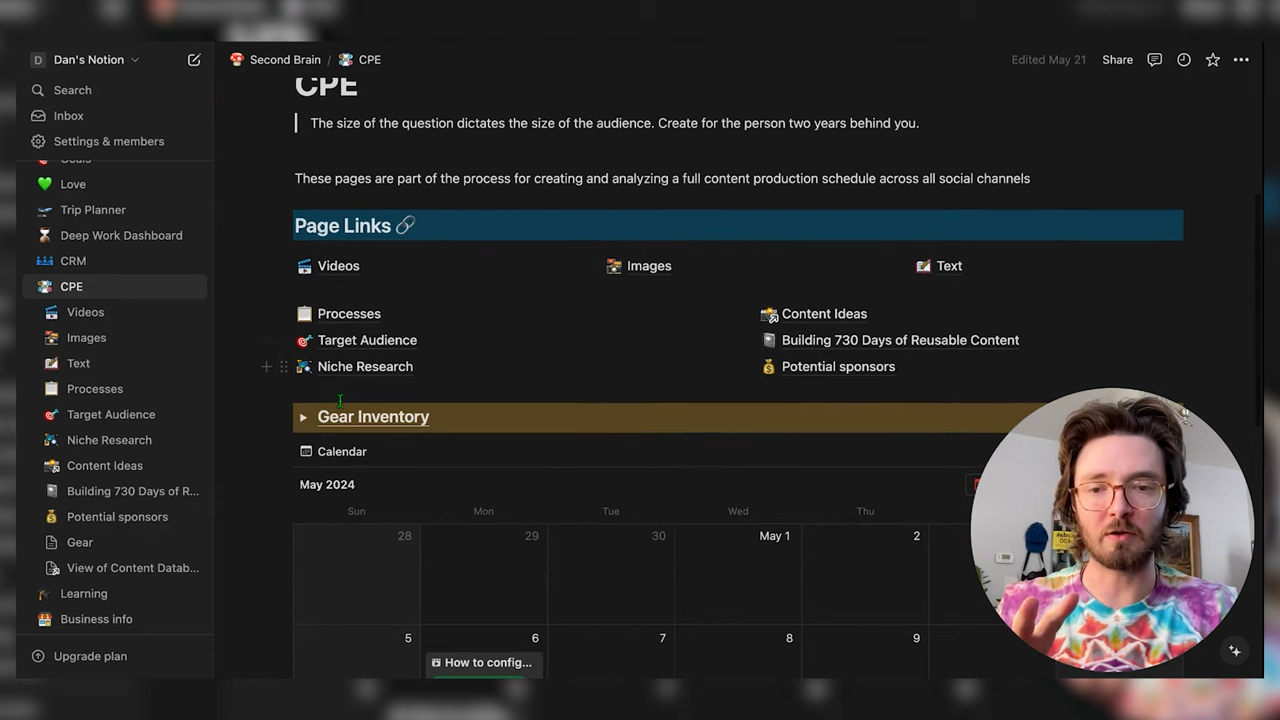 Dan's Notion
Search
Inbox
Settings & members
Goals
Love
Trip Planner
Deep Work Dashboard
CRM
CPE
Videos
Images
Text
Processes
Target Audience
Niche Research
Content Ideas
Building 730 Days of R...
Potential sponsors
Gear
View of Content Datab...
Learning
Business info
Upgrade plan
Second Brain / CPE
Edited May 21 Share
CPE
The size of the question dictates the size of the audience. Create for the person two years behind you.
These pages are part of the process for creating and analyzing a full content production schedule across all social channels
Page Links
Videos Images Text
Processes Content Ideas
Target Audience Building 730 Days of Reusable Content
Niche Research Potential sponsors
Gear Inventory
Calendar
May 2024
Sun Mon Tue Wed Thu
28 29 30 May 1 2
5 6 7 8 9
How to config...